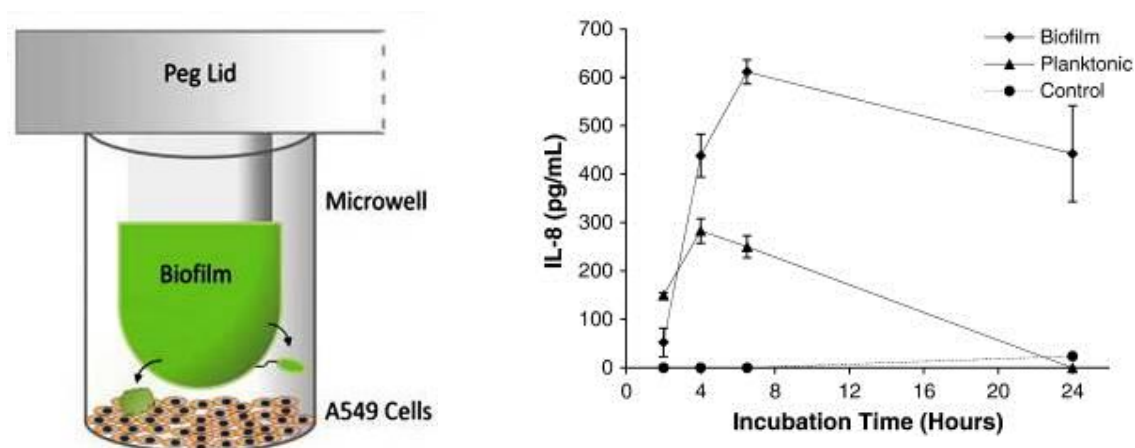 Peg Lid
Microwell
Biofilm
A549 Cells
700
600
500
400
300
200
100
0
IL-8 (pg/mL)
Biofilm
Planktonic
Control
0 4 8 12 16 20 24
Incubation Time (Hours)